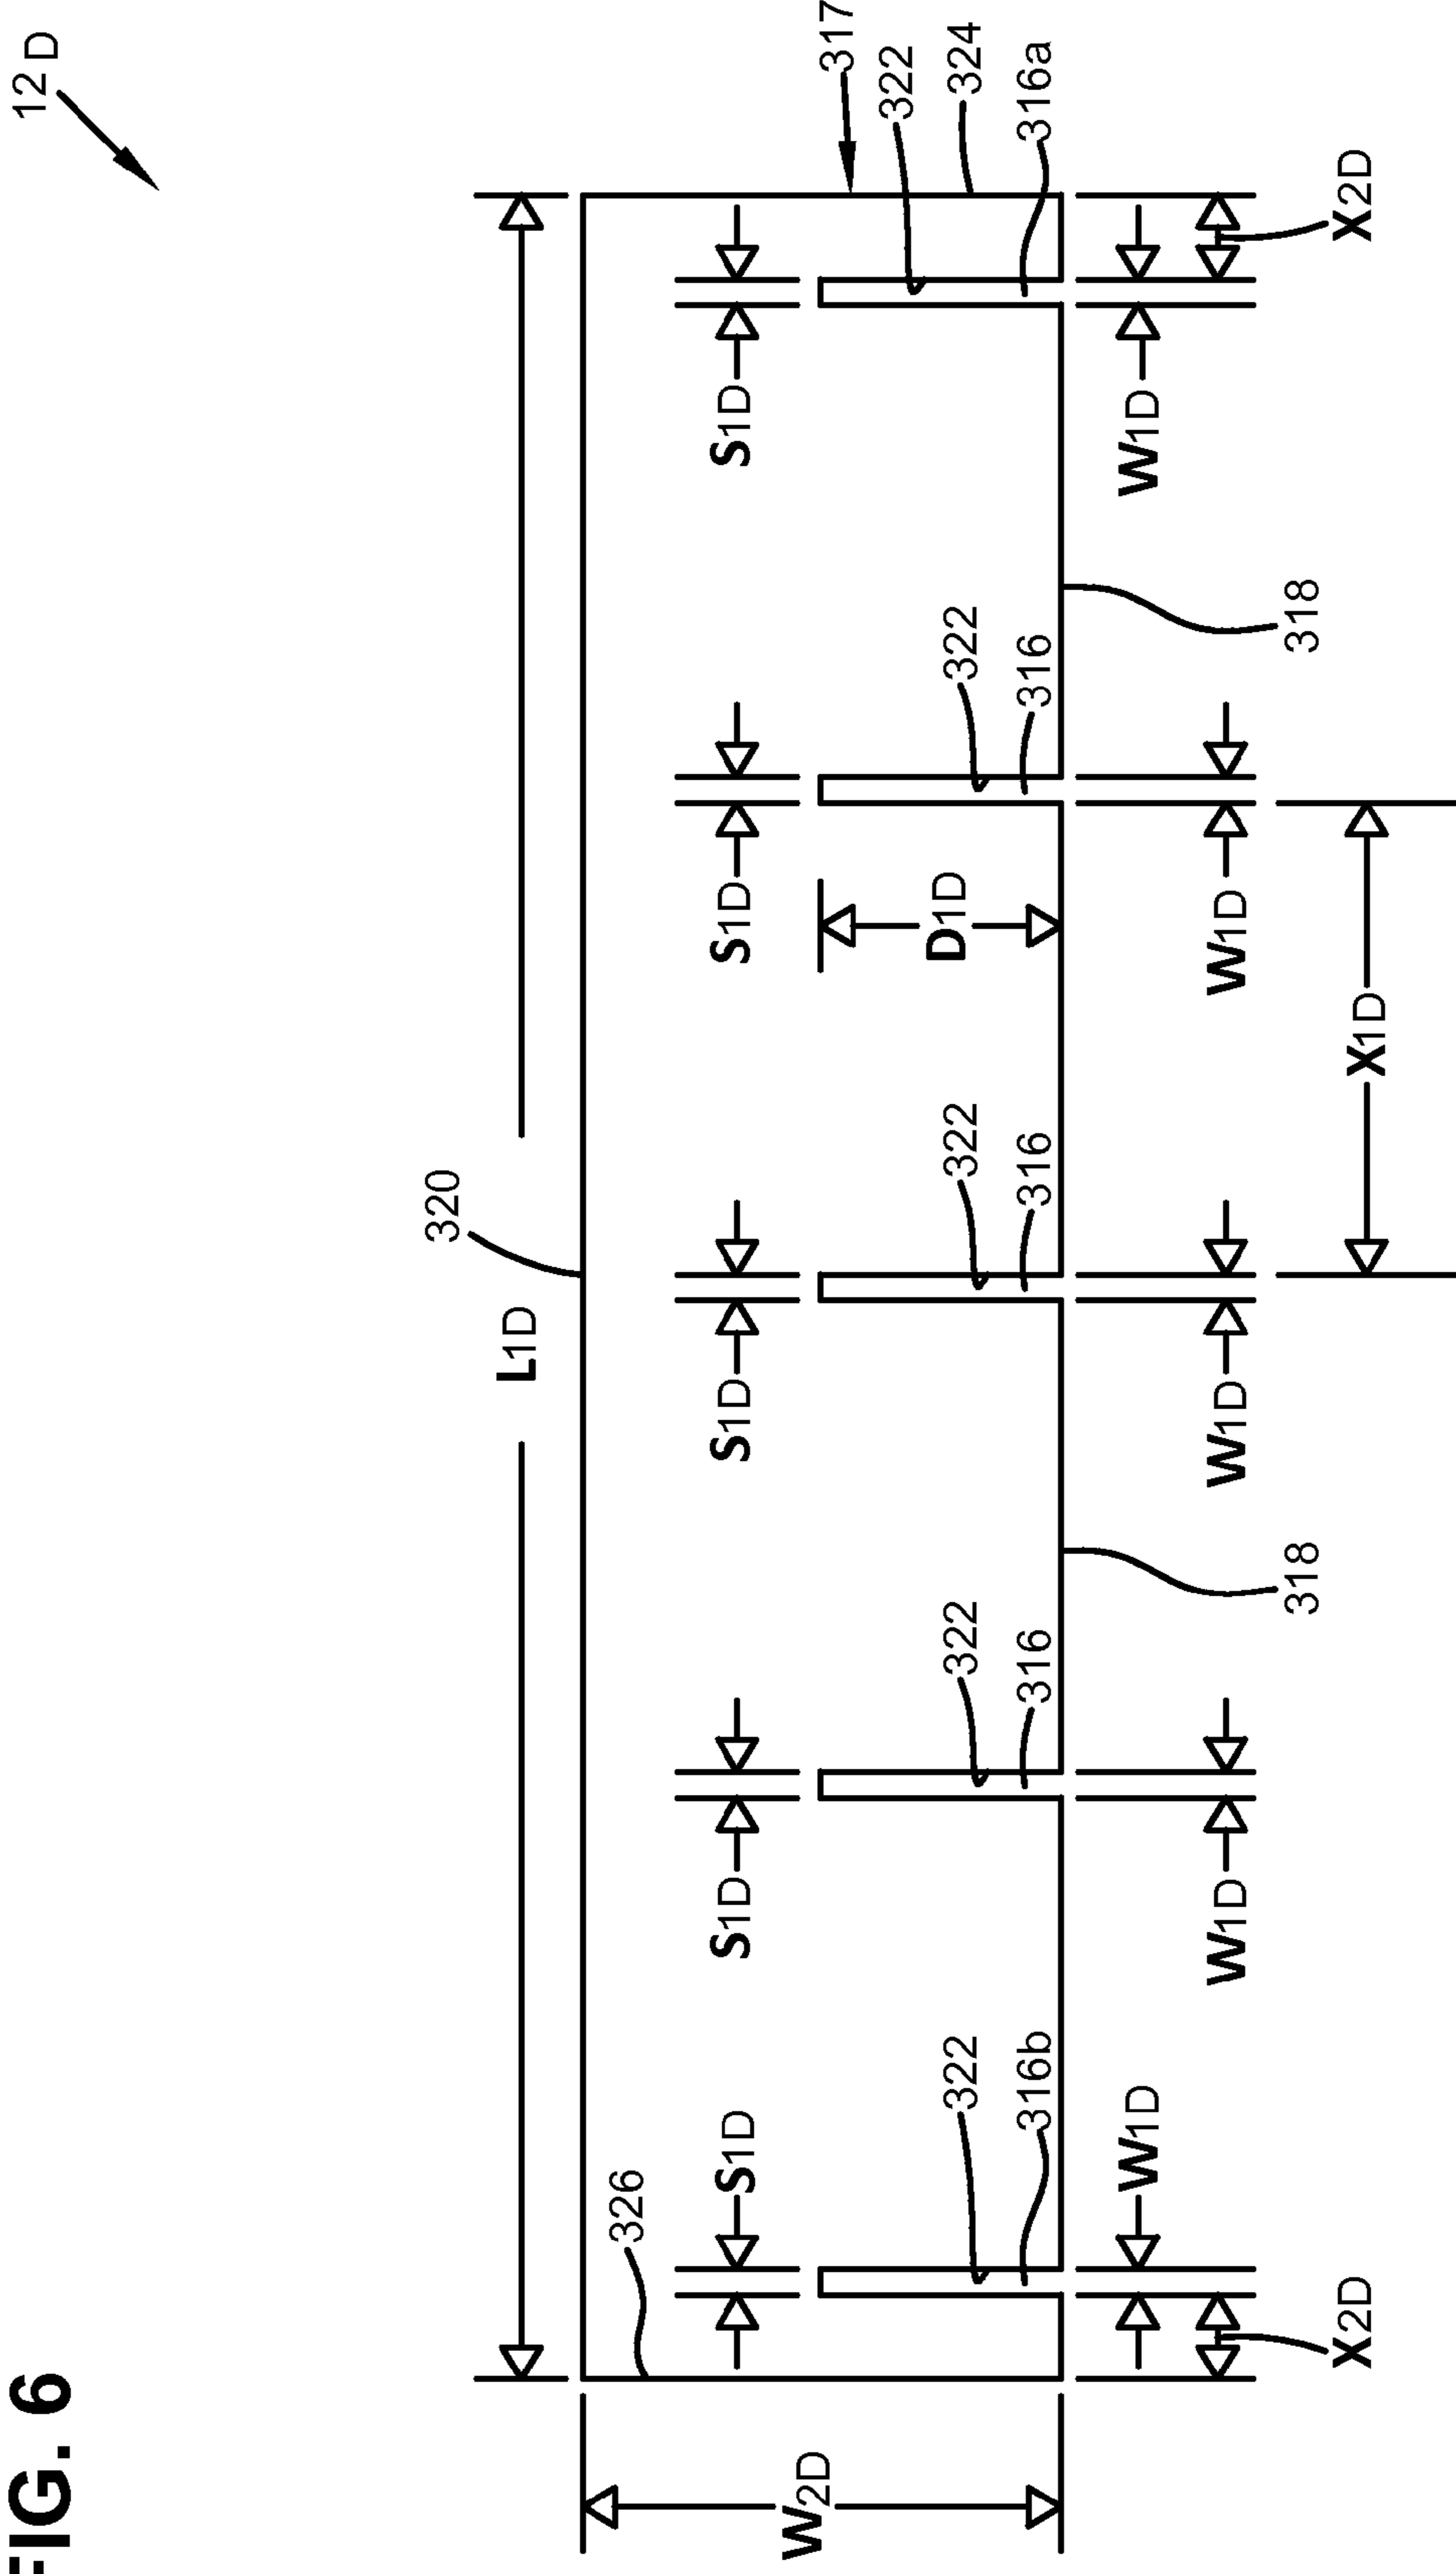 FIG. 6
12D
L1D
320
317
322
324
316a
326
S1D
S1D
S1D
S1D
S1D
W2D
322
316b
322
316
322
316
D1D
322
316
W1D
W1D
W1D
W1D
W1D
X2D
318
X1D
318
X2D